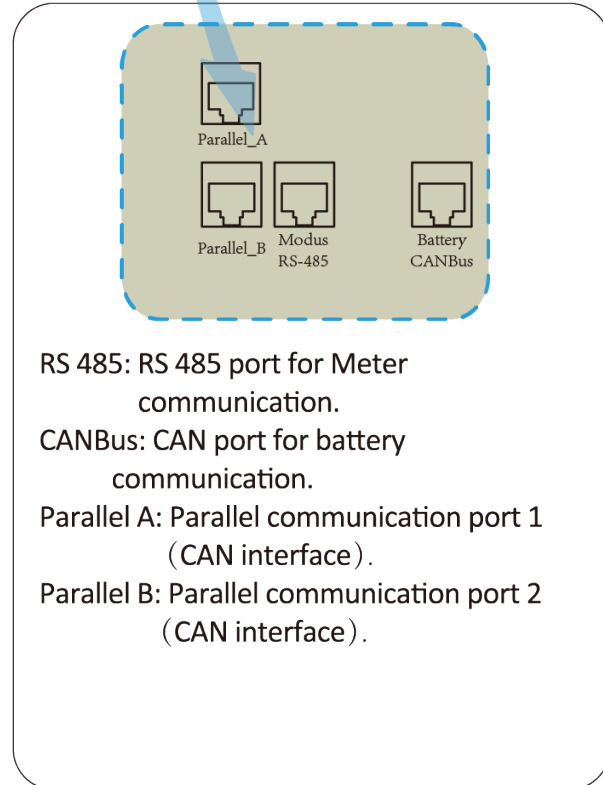 Parallel_A
Parallel_B
Modus
RS-485
Battery
CANBus
RS 485: RS 485 port for Meter
communication.
CANBus: CAN port for battery
communication.
Parallel A: Parallel communication port 1
（CAN interface）.
Parallel B: Parallel communication port 2
（CAN interface）.